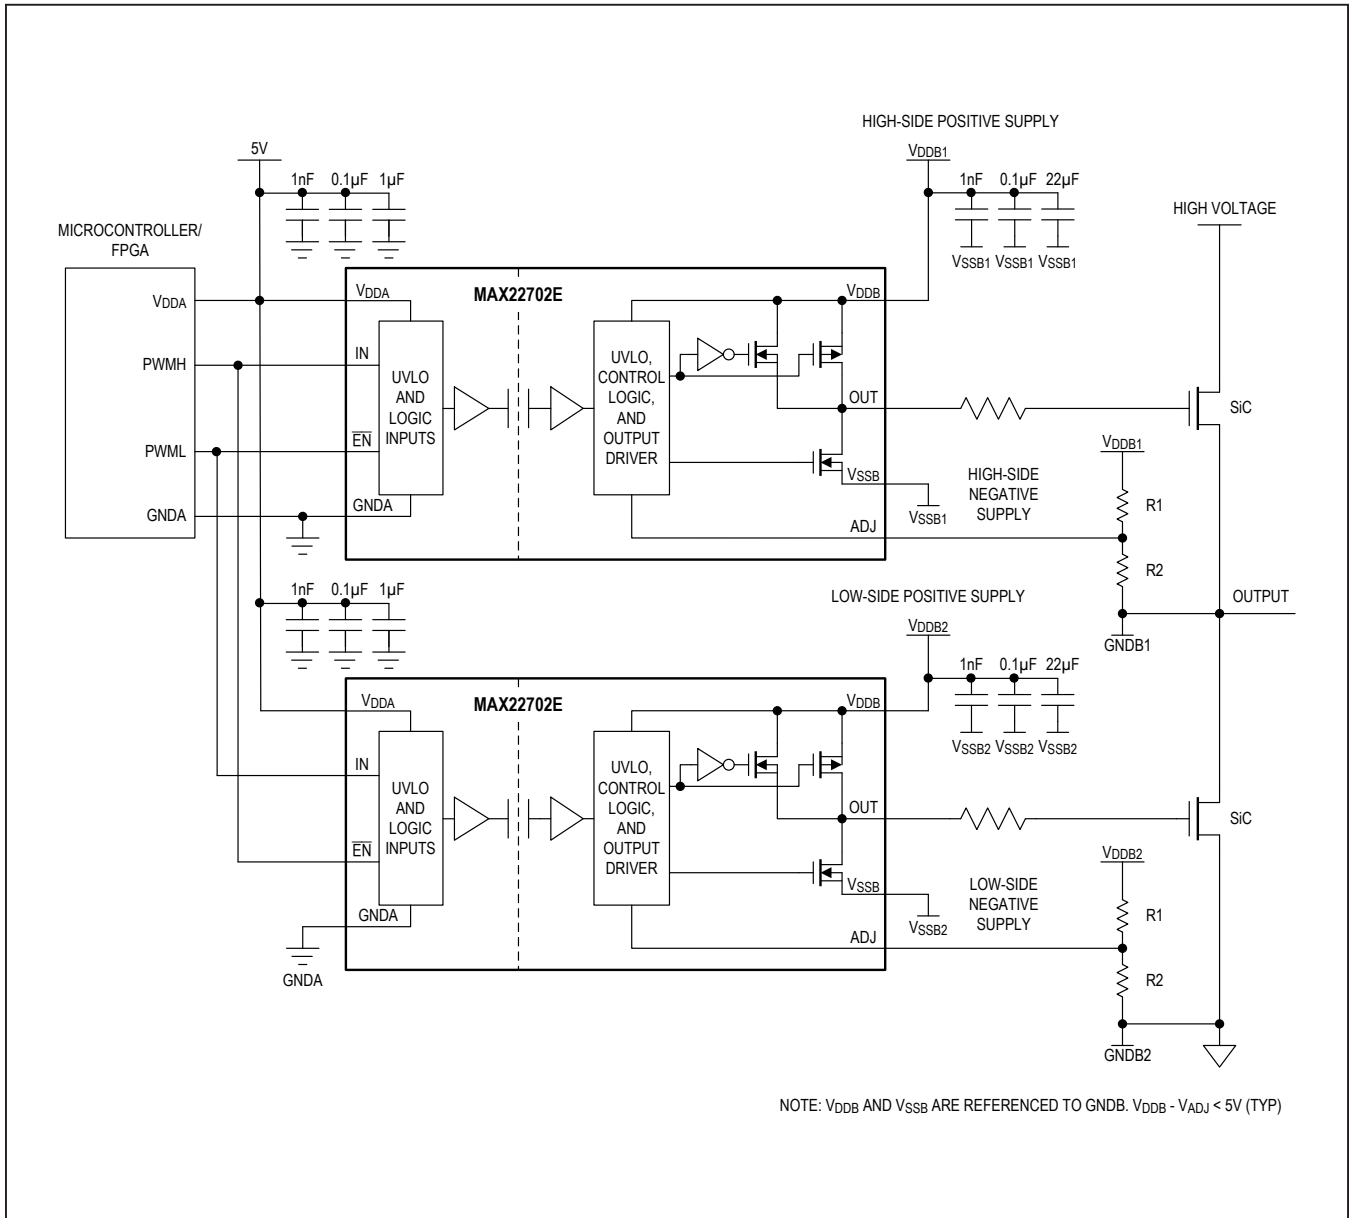 HIGH-SIDE POSITIVE SUPPLY
5V
VDDB1
1nF 0.1µF 1µF
1nF 0.1µF 22µF
HIGH VOLTAGE
MICROCONTROLLER/
FPGA
VSSB1 VSSB1 VSSB1
VDDA
VDDA
MAX22702E
VDDB
PWMH
IN
UVLO
AND
LOGIC
INPUTS
UVLO,
CONTROL
LOGIC,
AND
OUTPUT
DRIVER
OUT
SiC
PWML
EN
VDDB1
VSSB
HIGH-SIDE
NEGATIVE
SUPPLY
GNDA
GNDA
VSSB1
R1
ADJ
R2
1nF 0.1µF 1µF
LOW-SIDE POSITIVE SUPPLY
OUTPUT
VDDB2
GNDB1
1nF 0.1µF 22µF
VSSB2 VSSB2 VSSB2
VDDA
MAX22702E
VDDB
IN
UVLO
AND
LOGIC
INPUTS
UVLO,
CONTROL
LOGIC,
AND
OUTPUT
DRIVER
OUT
SiC
EN
VDDB2
VSSB
LOW-SIDE
NEGATIVE
SUPPLY
GNDA
VSSB2
R1
ADJ
GNDA
R2
GNDB2
NOTE: VDDB AND VSSB ARE REFERENCED TO GNDB. VDDB - VADJ < 5V (TYP)